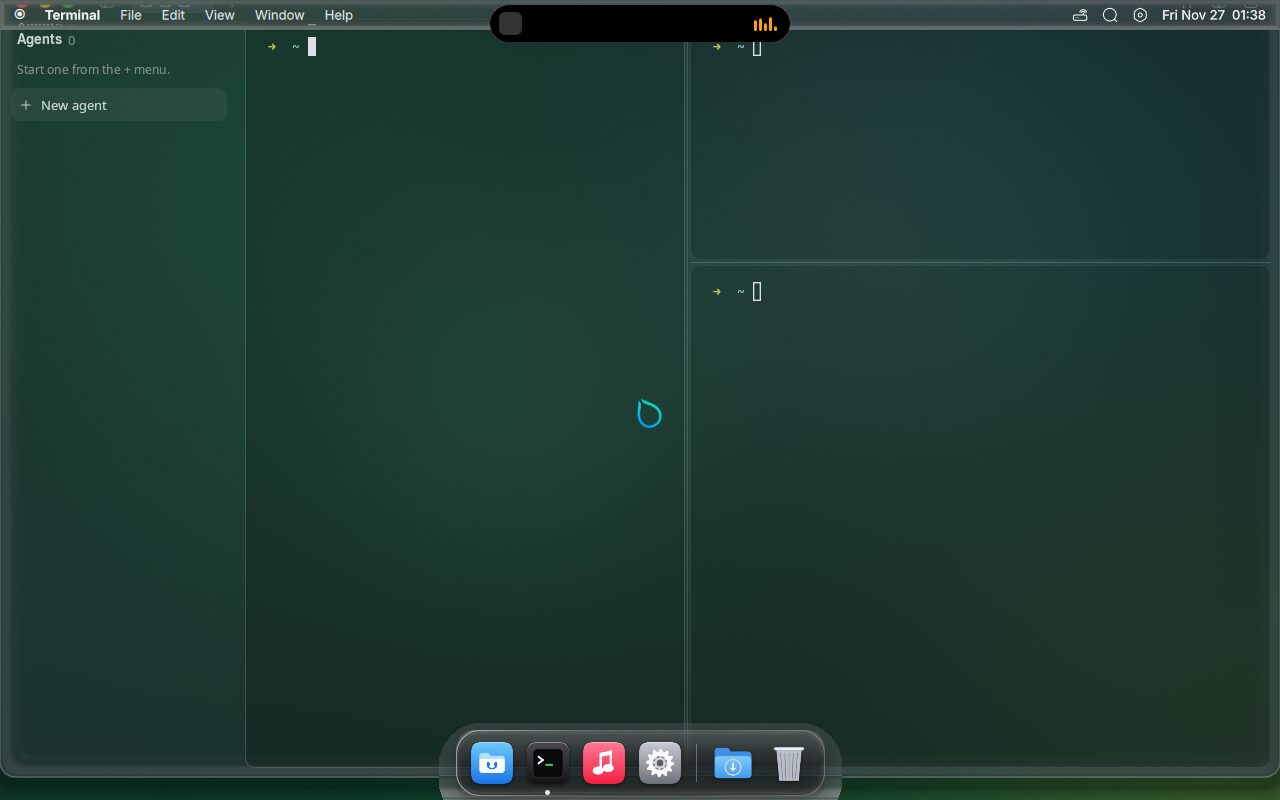 Terminal File Edit View Window Help Fri Nov 27 01:38
Agents 0
Start one from the + menu.
+ New agent
➜ ~
➜ ~
➜ ~
>_